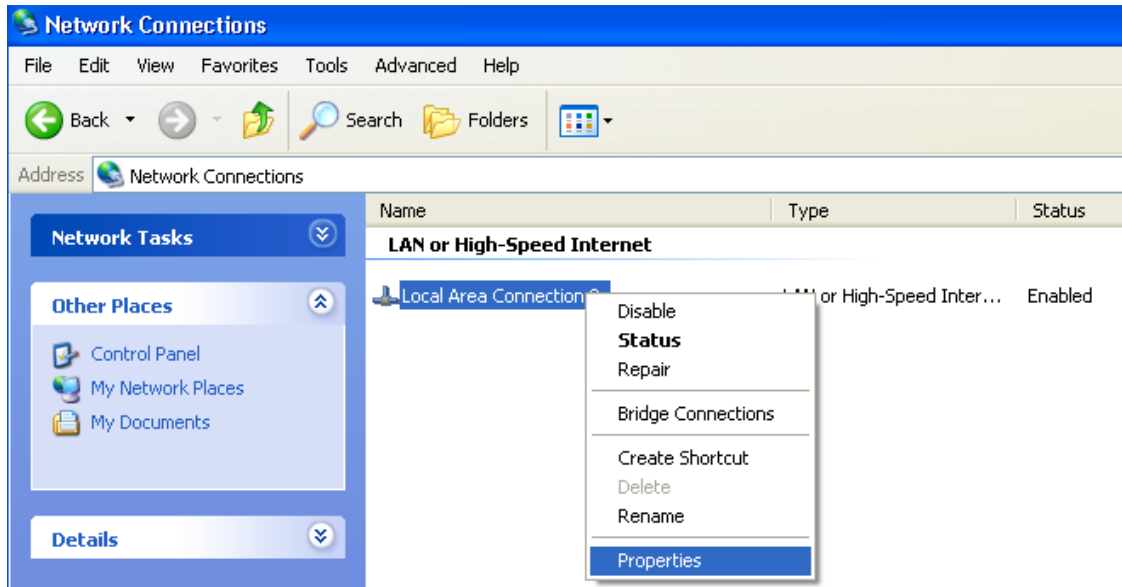 Network Connections
File Edit View Favorites Tools Advanced Help
Back Search Folders
Address Network Connections
Name Type Status
Network Tasks
LAN or High-Speed Internet
Other Places
Local Area Connection or High-Speed Inter... Enabled
Control Panel
My Network Places
My Documents
Details
Disable
Status
Repair
Bridge Connections
Create Shortcut
Delete
Rename
Properties